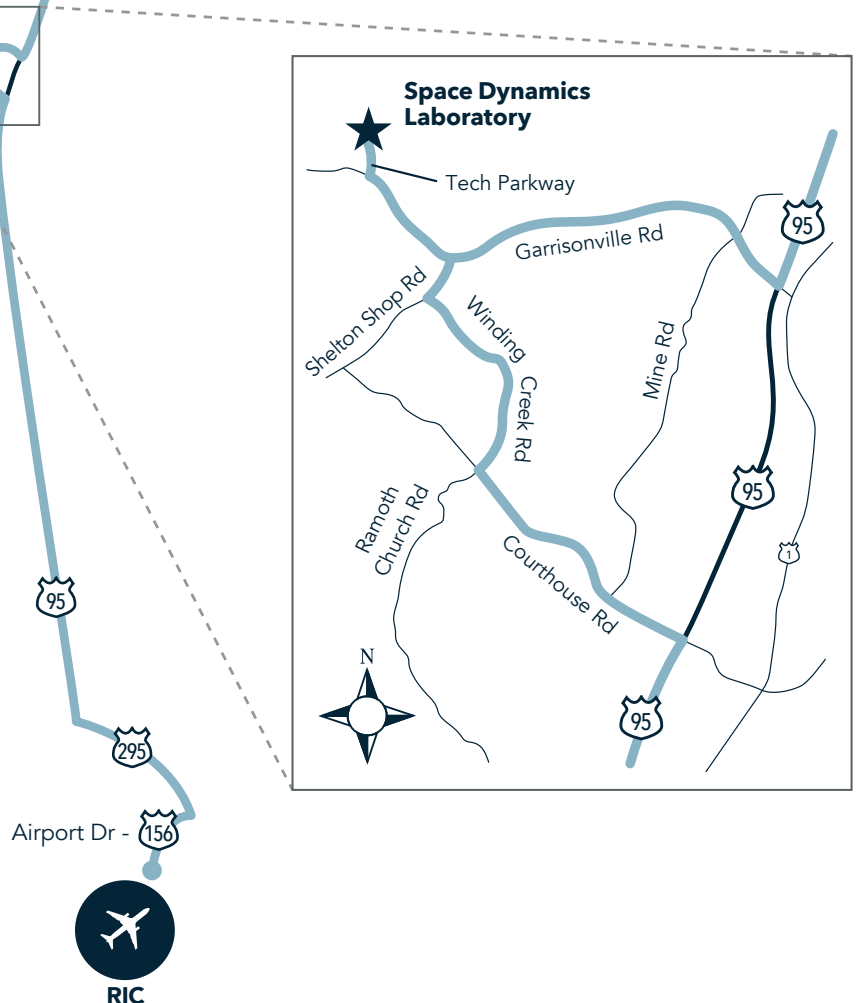 Space Dynamics
Laboratory
Tech Parkway
95
Garrisonville Rd
Shelton Shop Rd
Winding
Creek Rd
Mine Rd
95
Ramoth
Church Rd
1
Courthouse Rd
95
N
95
295
Airport Dr - 156
RIC